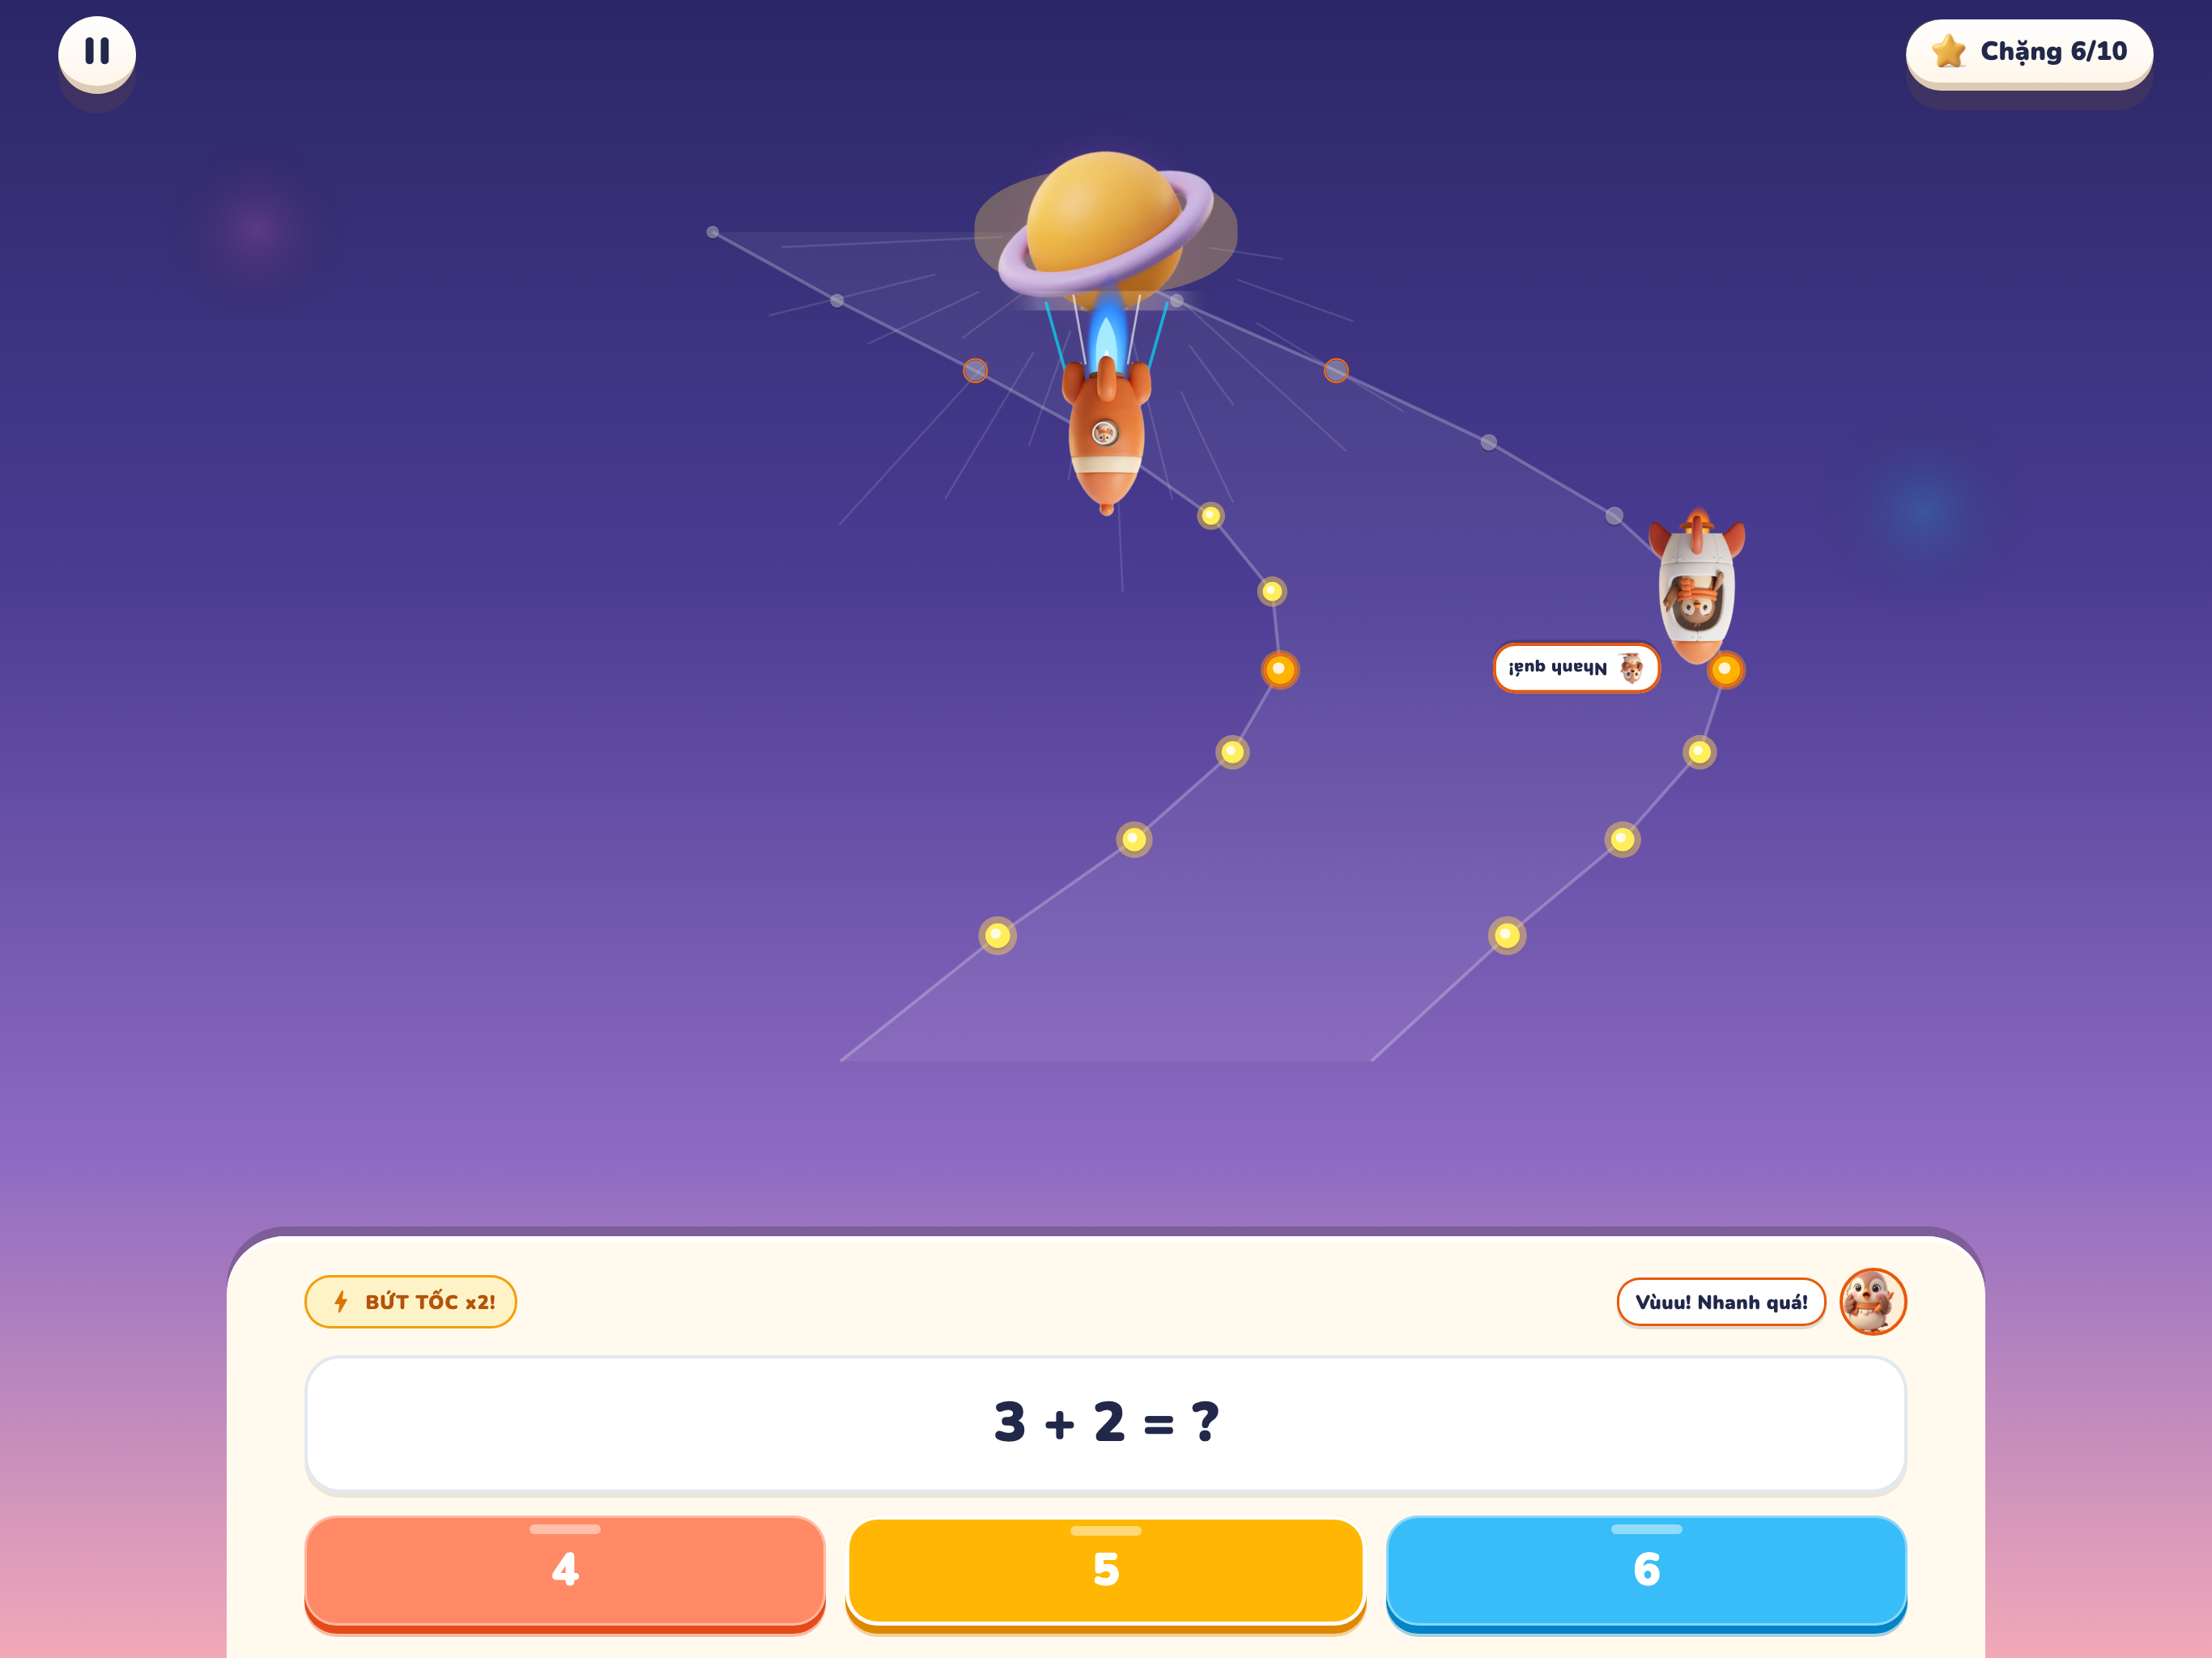 Chặng 6/10
Nhanh quá!
BỨT TỐC x2!
Vùuu! Nhanh quá!
3 + 2 = ?
4
5
6